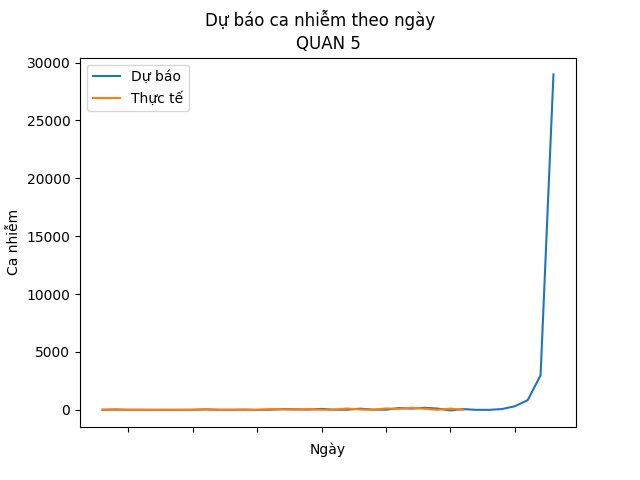 Dự báo ca nhiễm theo ngày
QUAN 5
Dự báo
Thực tế
30000
25000
20000
15000
10000
5000
0
Ca nhiễm
Ngày